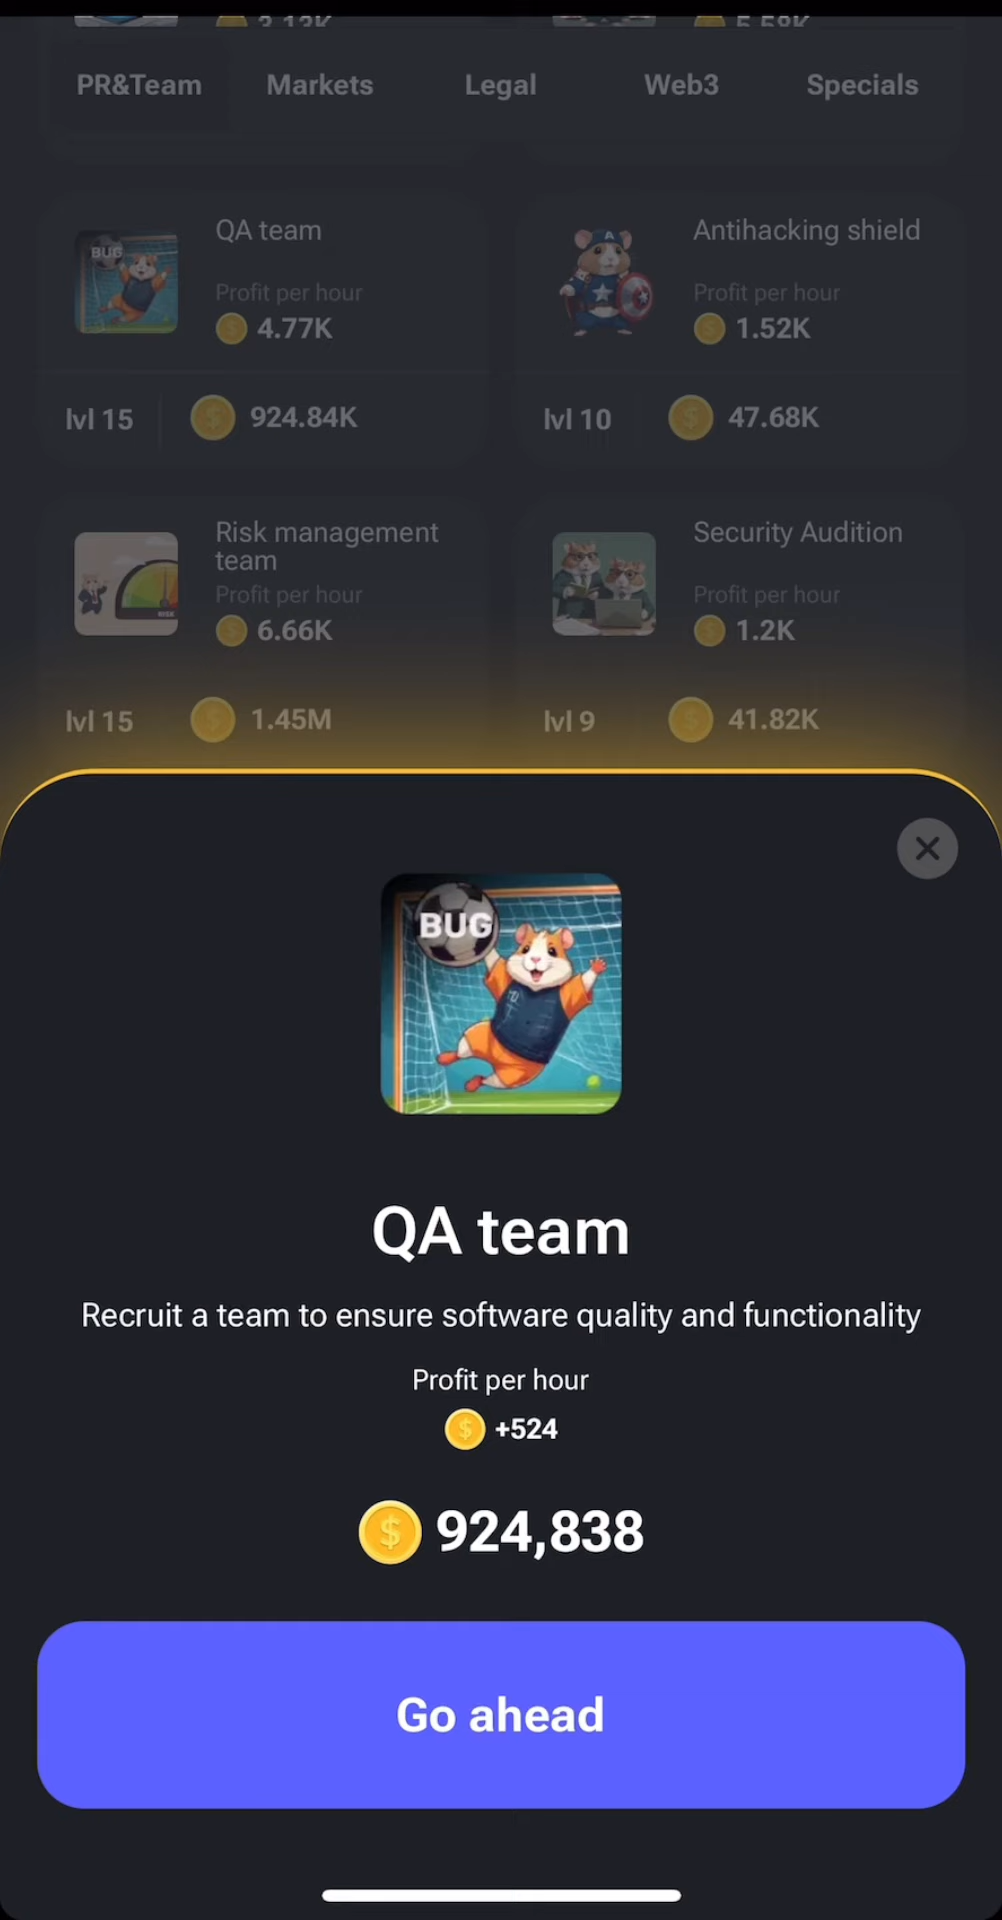 PR&Team Markets Legal Web3 Specials
QA team
Profit per hour
4.77K
lvl 15 924.84K
Antihacking shield
Profit per hour
1.52K
lvl 10 47.68K
Risk management
team
Profit per hour
6.66K
lvl 15 1.45M
Security Audition
Profit per hour
1.2K
lvl 9 41.82K
BUG
QA team
Recruit a team to ensure software quality and functionality
Profit per hour
+524
924,838
Go ahead